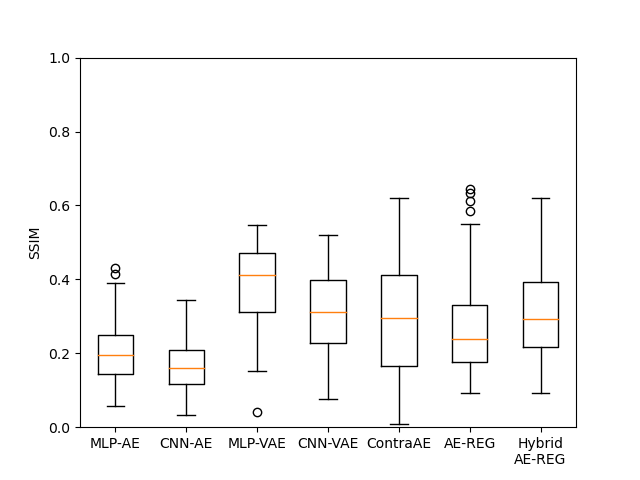 1.0
0.8
0.6
0.4
0.2
0.0
SSIM
MLP-AE
CNN-AE
MLP-VAE
CNN-VAE
ContraAE
AE-REG
Hybrid
AE-REG